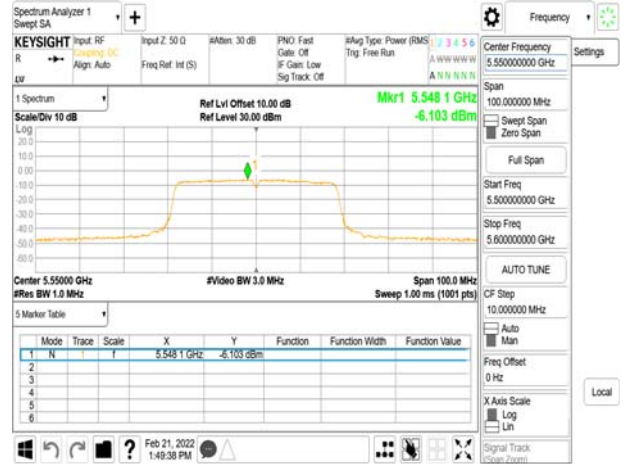 Spectrum Analyzer 1
Swept SA
+
Frequency
KEYSIGHT
R
Input: RF
Coupling: DC
Align: Auto
Input Z: 50 Ω
Freq Ref: Int (S)
#Atten: 30 dB
PNO: Fast
Gate: Off
IF Gain: Low
Sig Track: Off
#Avg Type: Power (RMS
Trig: Free Run
1 2 3 4 5 6
A W W W W W
A N N N N N
Center Frequency
5.550000000 GHz
Settings
Span
100.000000 MHz
Swept Span
Zero Span
Full Span
Start Freq
5.500000000 GHz
Stop Freq
5.600000000 GHz
AUTO TUNE
CF Step
10.000000 MHz
Auto
Man
Freq Offset
0 Hz
X Axis Scale
Log
Lin
Local
Signal Track
(Span Zoom)
1 Spectrum
Scale/Div 10 dB
Ref Lvl Offset 10.00 dB
Ref Level 30.00 dBm
Mkr1 5.548 1 GHz
-6.103 dBm
Log
20.0
10.0
0.00
-10.0
-20.0
-30.0
-40.0
-50.0
-60.0
1
Center 5.55000 GHz
#Res BW 1.0 MHz
#Video BW 3.0 MHz
Span 100.0 MHz
Sweep 1.00 ms (1001 pts)
5 Marker Table
Mode Trace Scale X Y Function Function Width Function Value
1 N 1 f 5.548 1 GHz -6.103 dBm
2
3
4
5
6
?
Feb 21, 2022
1:49:38 PM